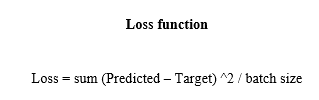 Loss function
Loss = sum (Predicted – Target) ^2 / batch size